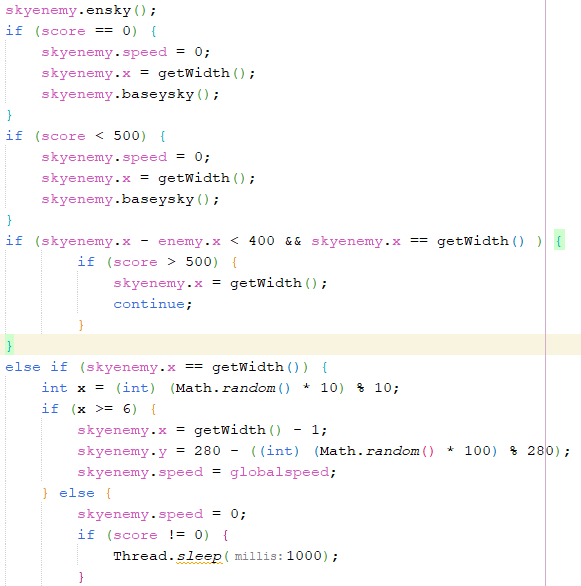 skyenemy.ensky();
if (score == 0) {
skyenemy.speed = 0;
skyenemy.x = getWidth();
skyenemy.baseysky();
}
if (score < 500) {
skyenemy.speed = 0;
skyenemy.x = getWidth();
skyenemy.baseysky();
}
if (skyenemy.x - enemy.x < 400 && skyenemy.x == getWidth() ) {
if (score > 500) {
skyenemy.x = getWidth();
continue;
}
}
else if (skyenemy.x == getWidth()) {
int x = (int) (Math.random() * 10) % 10;
if (x >= 6) {
skyenemy.x = getWidth() - 1;
skyenemy.y = 280 - ((int) (Math.random() * 100) % 280);
skyenemy.speed = globalspeed;
} else {
skyenemy.speed = 0;
if (score != 0) {
Thread.sleep( millis: 1000);
}